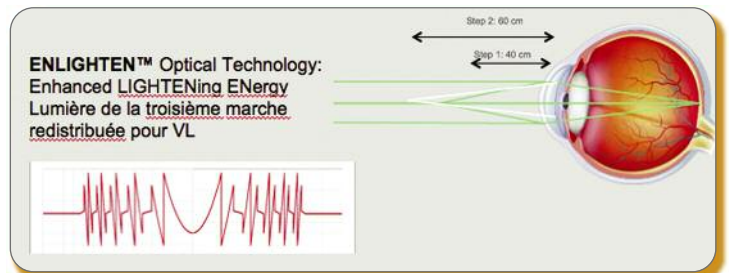 Step 2: 60 cm
Step 1: 40 cm
ENLIGHTEN™ Optical Technology:
Enhanced LIGHTENing ENergy
Lumière de la troisième marche
redistribuée pour VL